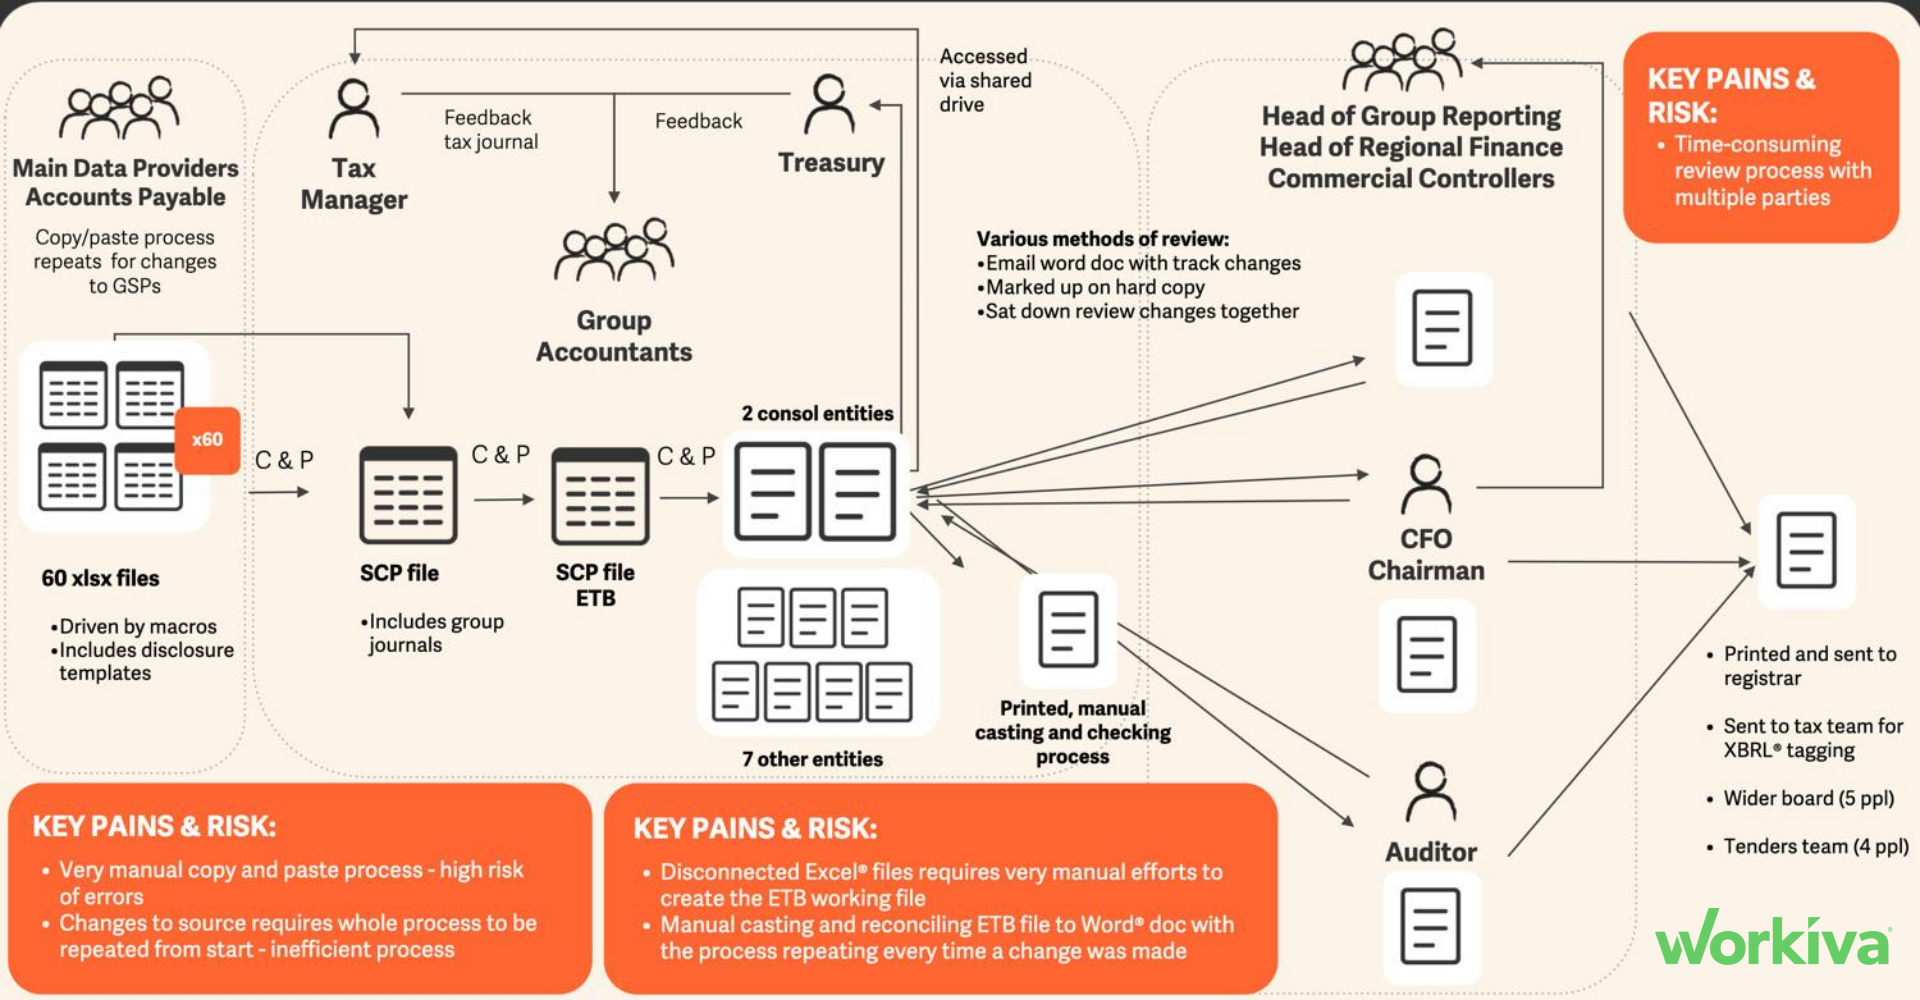 Main Data Providers
Accounts Payable
Copy/paste process
repeats for changes
to GSPs
x60
60 xlsx files
•Driven by macros
•Includes disclosure
templates
Tax
Manager
Feedback
tax journal
Feedback
Treasury
Accessed
via shared
drive
Group
Accountants
C & P
SCP file
•Includes group
journals
C & P
SCP file
ETB
C & P
2 consol entities
7 other entities
Printed, manual
casting and checking
process
Various methods of review:
•Email word doc with track changes
•Marked up on hard copy
•Sat down review changes together
Head of Group Reporting
Head of Regional Finance
Commercial Controllers
CFO
Chairman
Auditor
KEY PAINS &
RISK:
• Time-consuming
review process with
multiple parties
• Printed and sent to
registrar
• Sent to tax team for
XBRL® tagging
• Wider board (5 ppl)
• Tenders team (4 ppl)
KEY PAINS & RISK:
• Very manual copy and paste process - high risk
of errors
• Changes to source requires whole process to be
repeated from start - inefficient process
KEY PAINS & RISK:
• Disconnected Excel® files requires very manual efforts to
create the ETB working file
• Manual casting and reconciling ETB file to Word® doc with
the process repeating every time a change was made
workiva